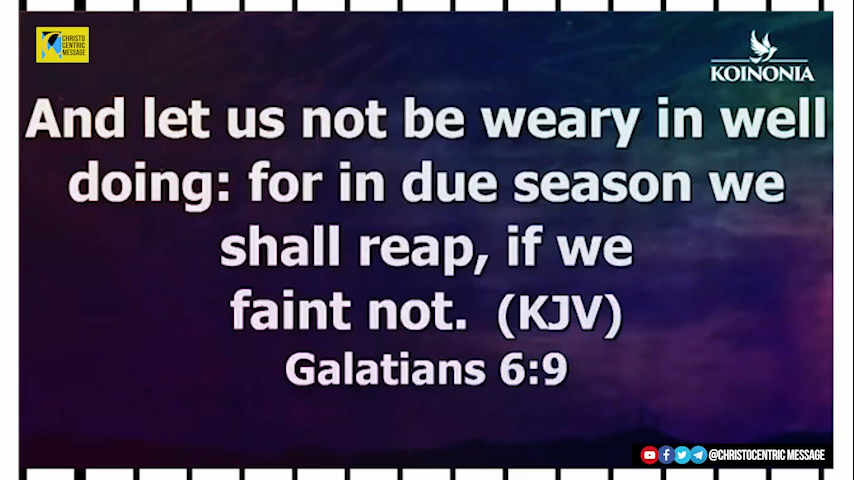 CHRISTO
CENTRIC
MESSAGE
KOINONIA
And let us not be weary in well
doing: for in due season we
shall reap, if we
faint not. (KJV)
Galatians 6:9
@CHRISTOCENTRIC MESSAGE